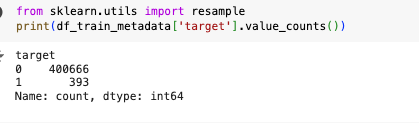 from sklearn.utils import resample
print(df_train_metadata['target'].value_counts())
target
0    400666
1       393
Name: count, dtype: int64